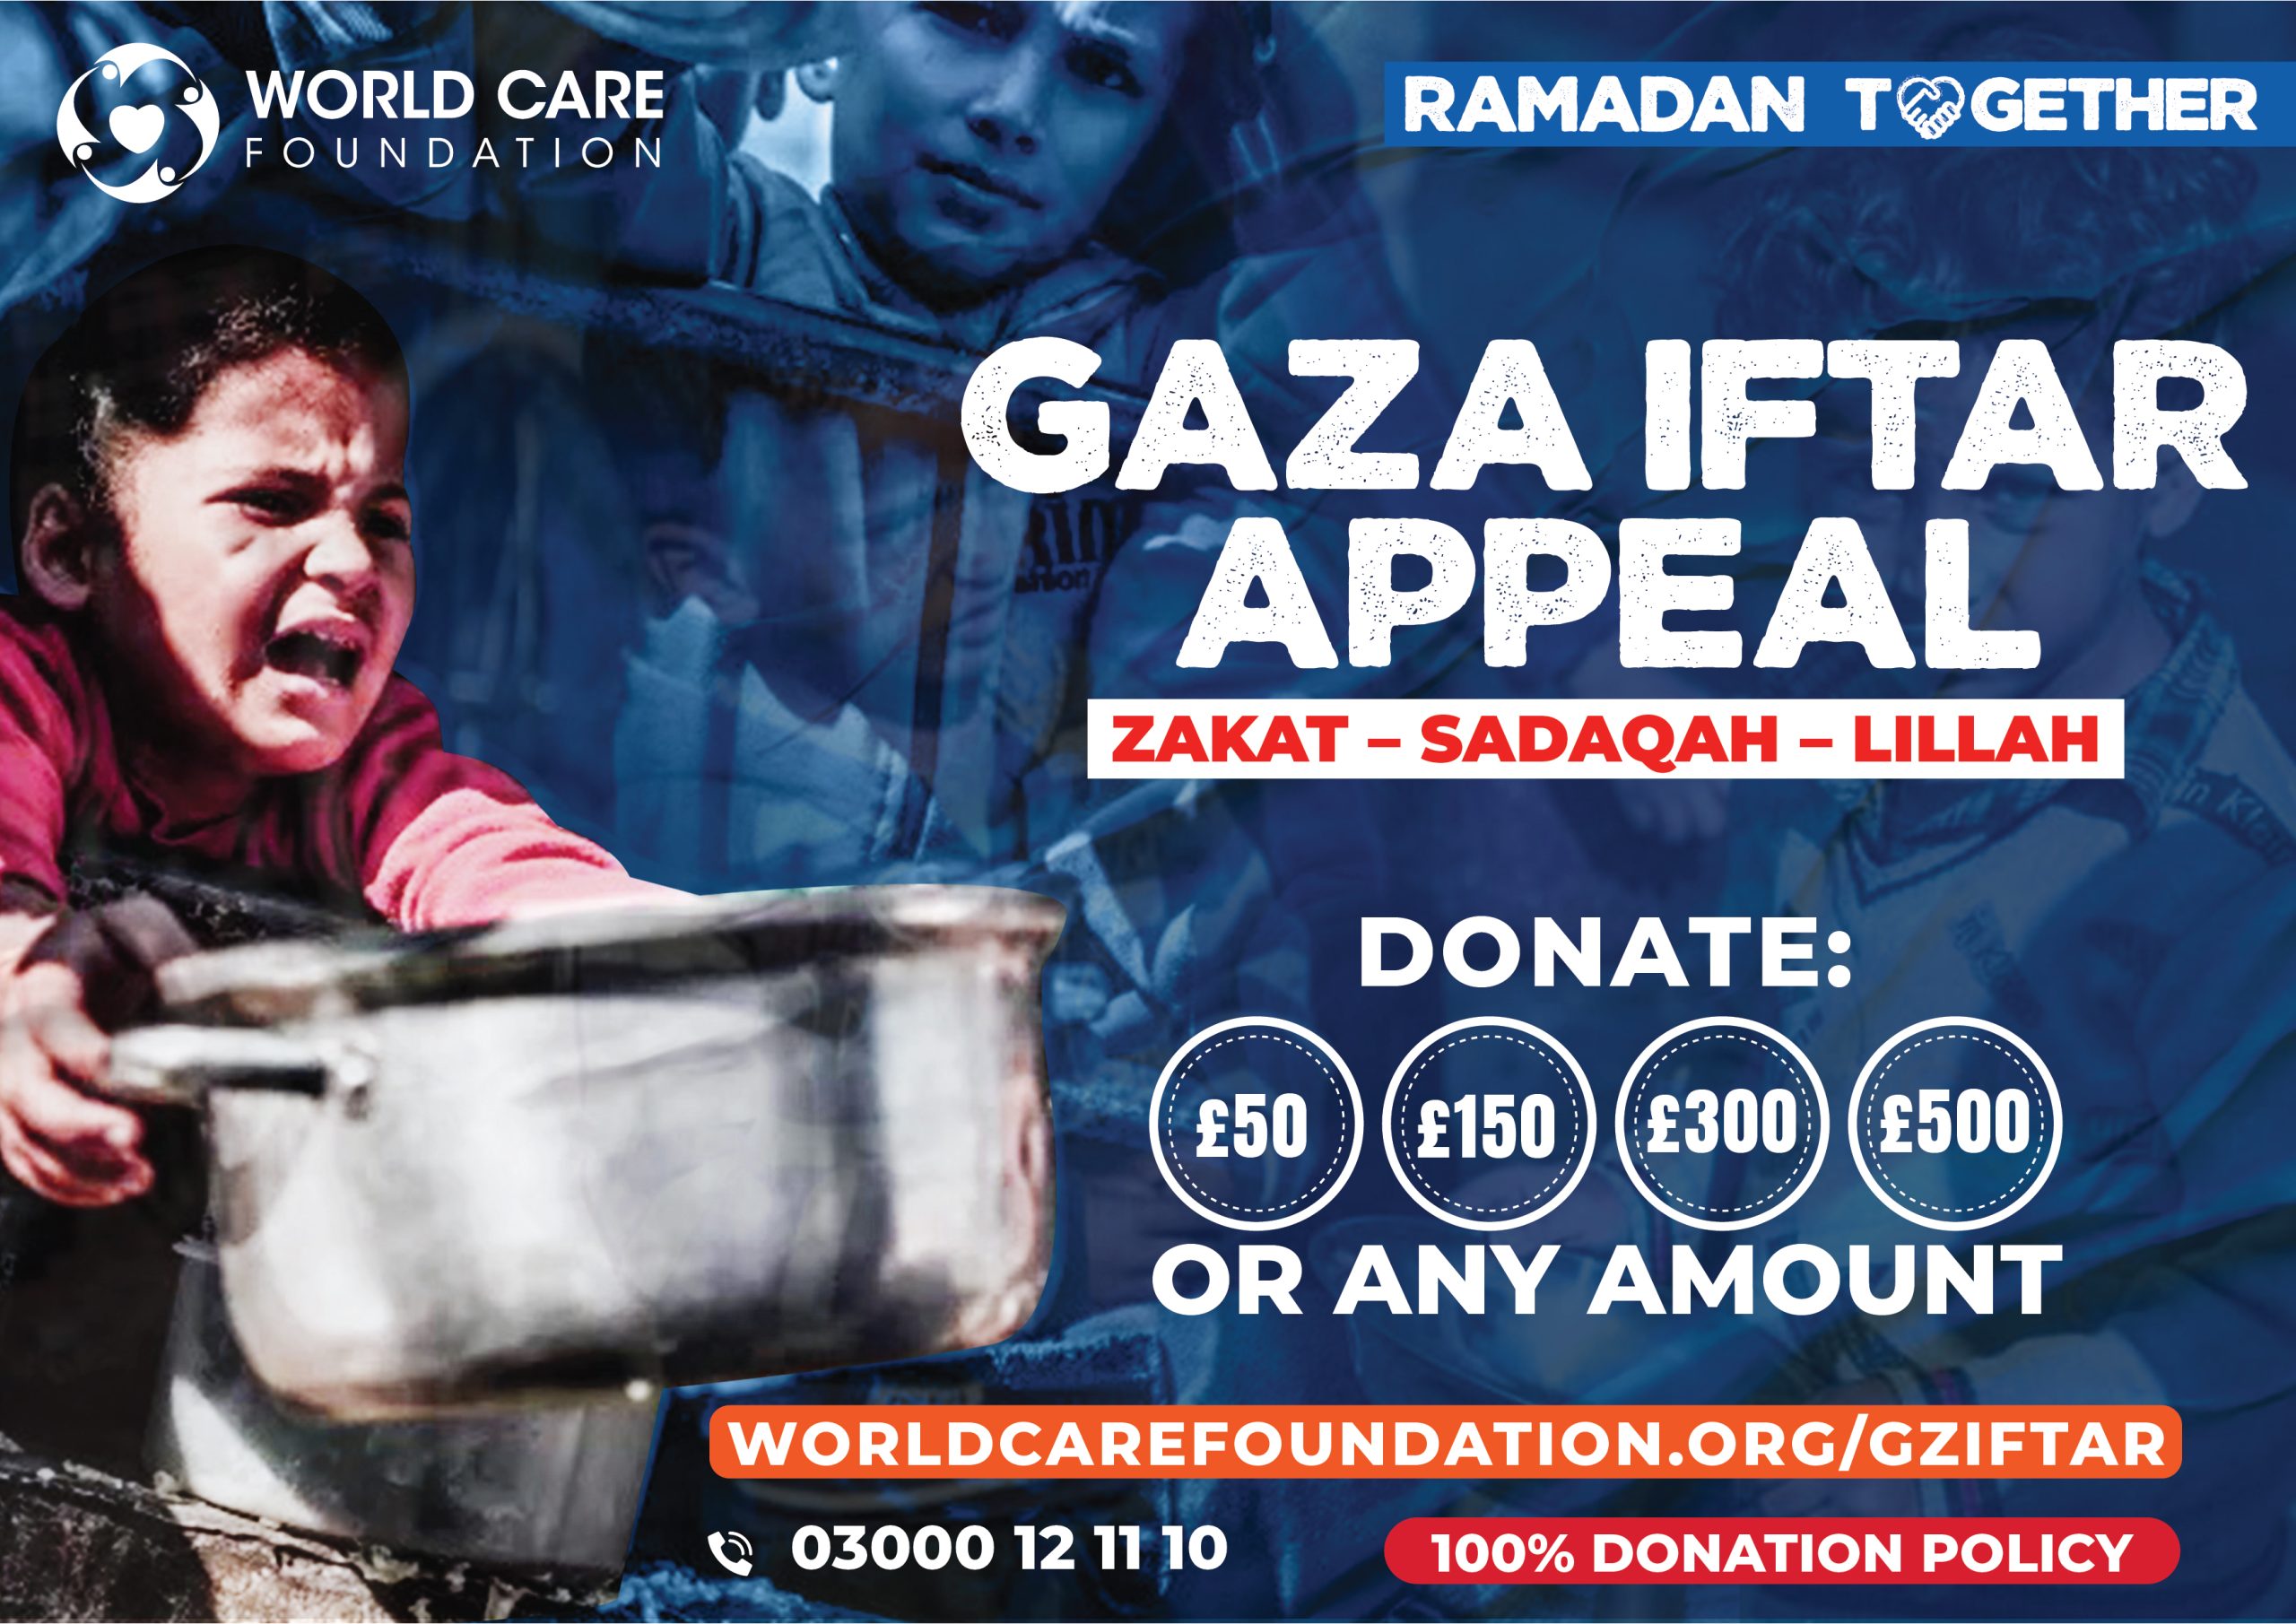 WORLD CARE
FOUNDATION
RAMADAN TOGETHER
GAZA IFTAR
APPEAL
ZAKAT – SADAQAH – LILLAH
DONATE:
£50 £150 £300 £500
OR ANY AMOUNT
WORLDCAREFOUNDATION.ORG/GZIFTAR
03000 12 11 10
100% DONATION POLICY